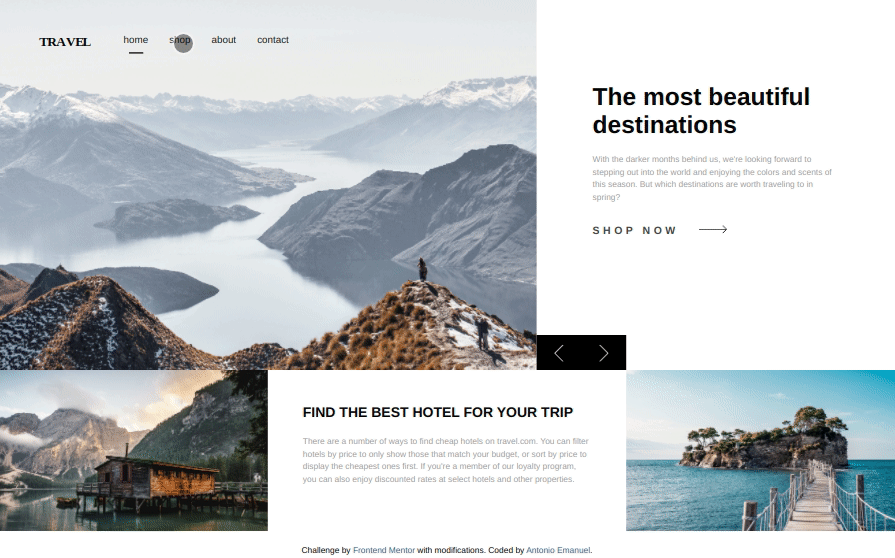 TRAVEL home shop about contact
The most beautiful
destinations
With the darker months behind us, we're looking forward to
stepping out into the world and enjoying the colors and scents of
this season. But which destinations are worth traveling to in
spring?
SHOP NOW
FIND THE BEST HOTEL FOR YOUR TRIP
There are a number of ways to find cheap hotels on travel.com. You can filter
hotels by price to only show those that match your budget, or sort by price to
display the cheapest ones first. If you're a member of our loyalty program,
you can also enjoy discounted rates at select hotels and other properties.
Challenge by Frontend Mentor with modifications. Coded by Antonio Emanuel.